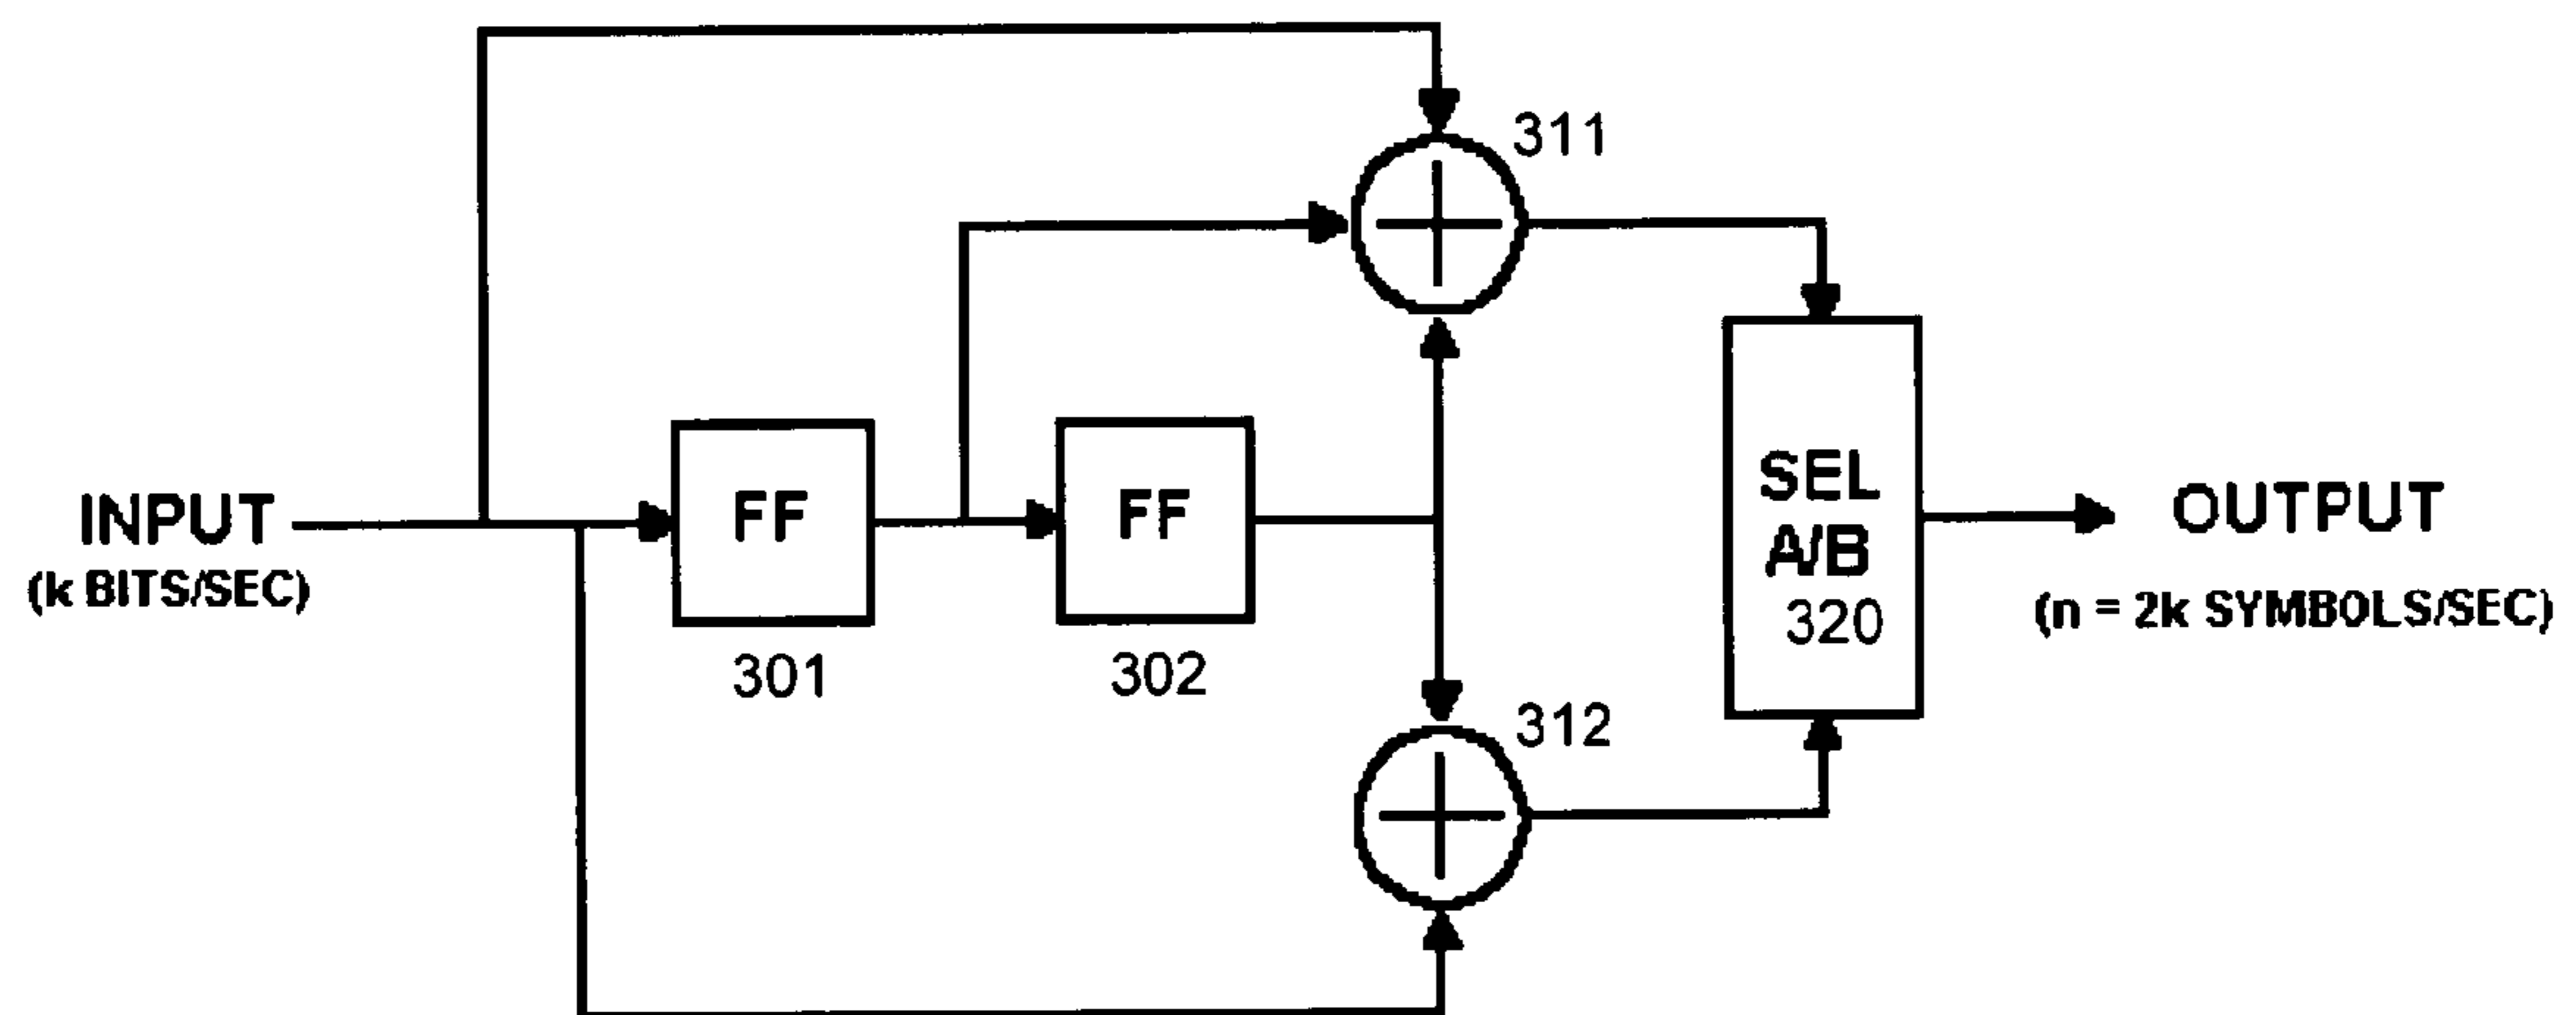 311
INPUT
(k BITS/SEC)
FF
301
FF
302
SEL
A/B
320
OUTPUT
(n = 2k SYMBOLS/SEC)
312